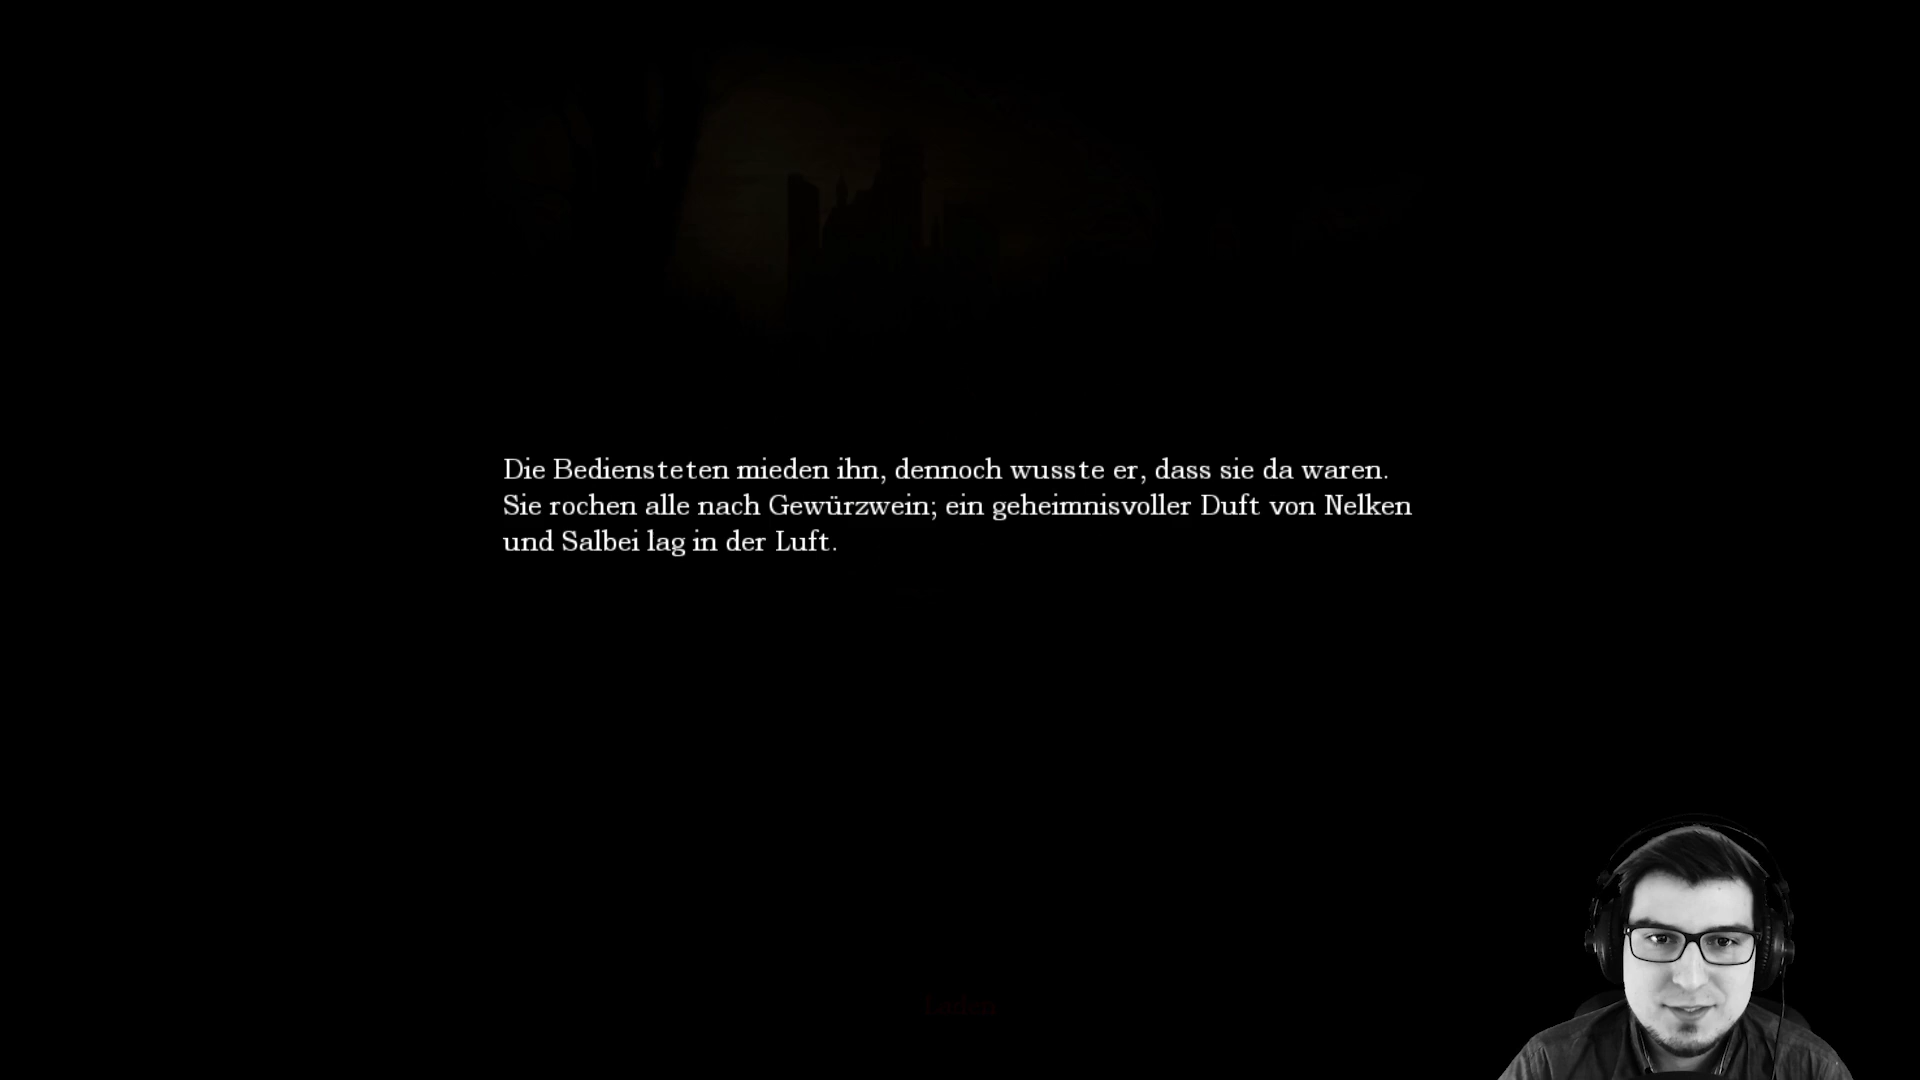 Die Bediensteten mieden ihn, dennoch wusste er, dass sie da waren.
Sie rochen alle nach Gewürzwein; ein geheimnisvoller Duft von Nelken
und Salbei lag in der Luft.
Laden